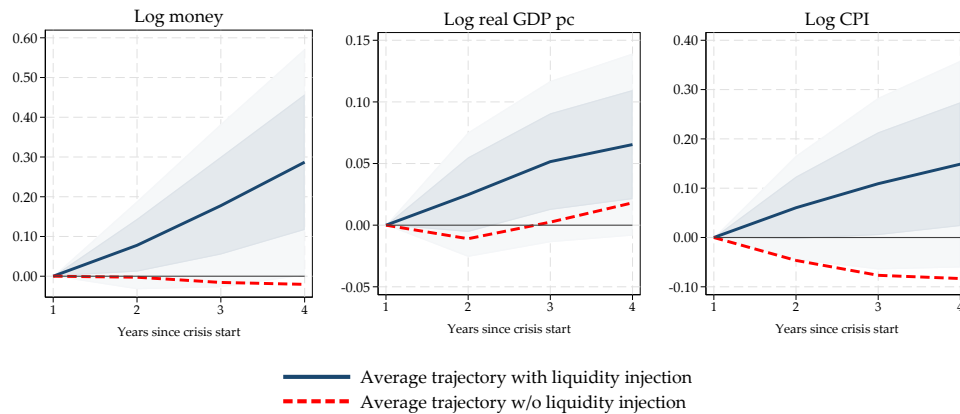 Log money
0.60
0.50
0.40
0.30
0.20
0.10
0.00
1 2 3 4
Years since crisis start
Log real GDP pc
0.15
0.10
0.05
0.00
-0.05
1 2 3 4
Years since crisis start
Log CPI
0.40
0.30
0.20
0.10
0.00
-0.10
1 2 3 4
Years since crisis start
Average trajectory with liquidity injection
Average trajectory w/o liquidity injection